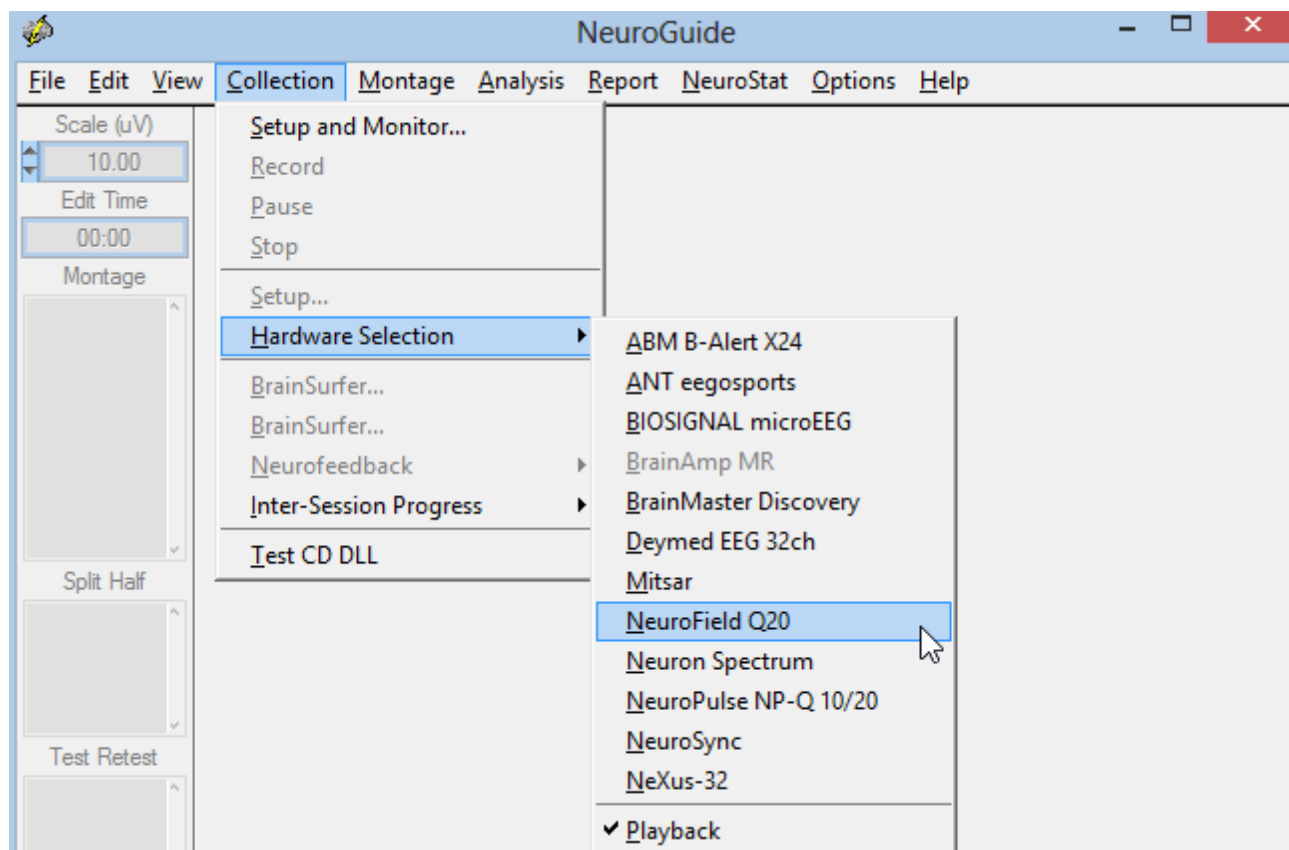 NeuroGuide
File Edit View Collection Montage Analysis Report NeuroStat Options Help
Scale (uV)
10.00
Edit Time
00:00
Montage
Split Half
Test Retest
Setup and Monitor...
Record
Pause
Stop
Setup...
Hardware Selection
BrainSurfer...
BrainSurfer...
Neurofeedback
Inter-Session Progress
Test CD DLL
ABM B-Alert X24
ANT eegosports
BIOSIGNAL microEEG
BrainAmp MR
BrainMaster Discovery
Deymed EEG 32ch
Mitsar
NeuroField Q20
Neuron Spectrum
NeuroPulse NP-Q 10/20
NeuroSync
NeXus-32
Playback